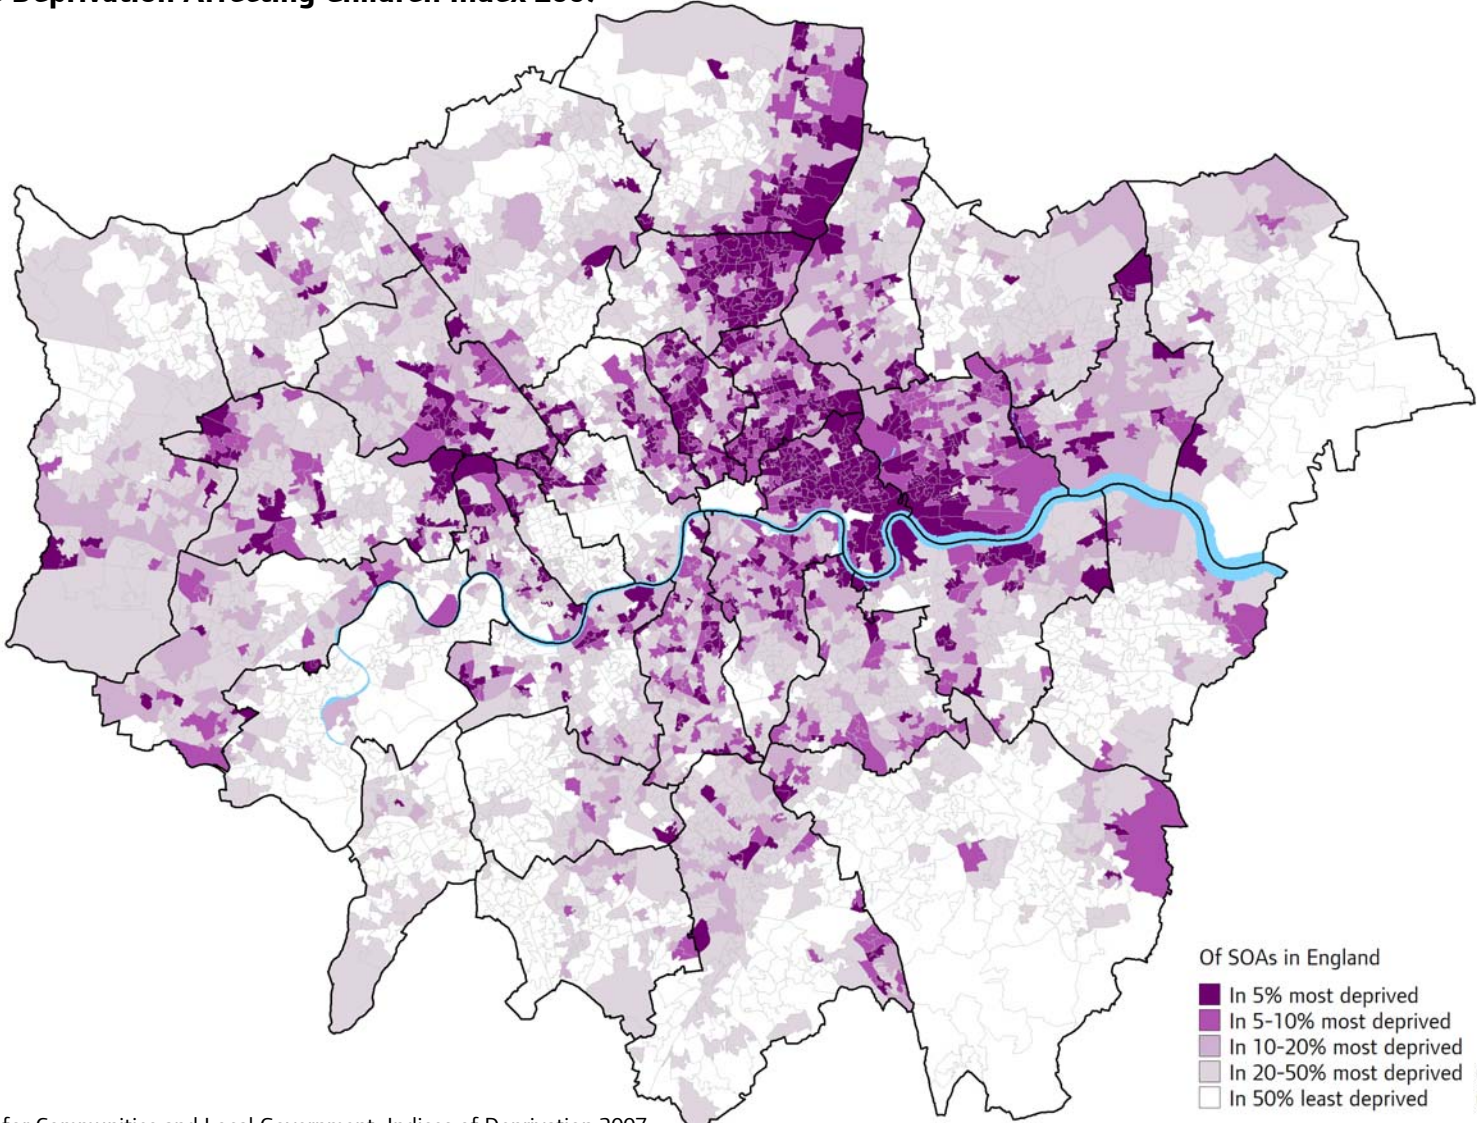 Deprivation Affecting Children Index 2007
Of SOAs in England
In 5% most deprived
In 5-10% most deprived
In 10-20% most deprived
In 20-50% most deprived
In 50% least deprived
for Communities and Local Government, Indices of Deprivation 2007